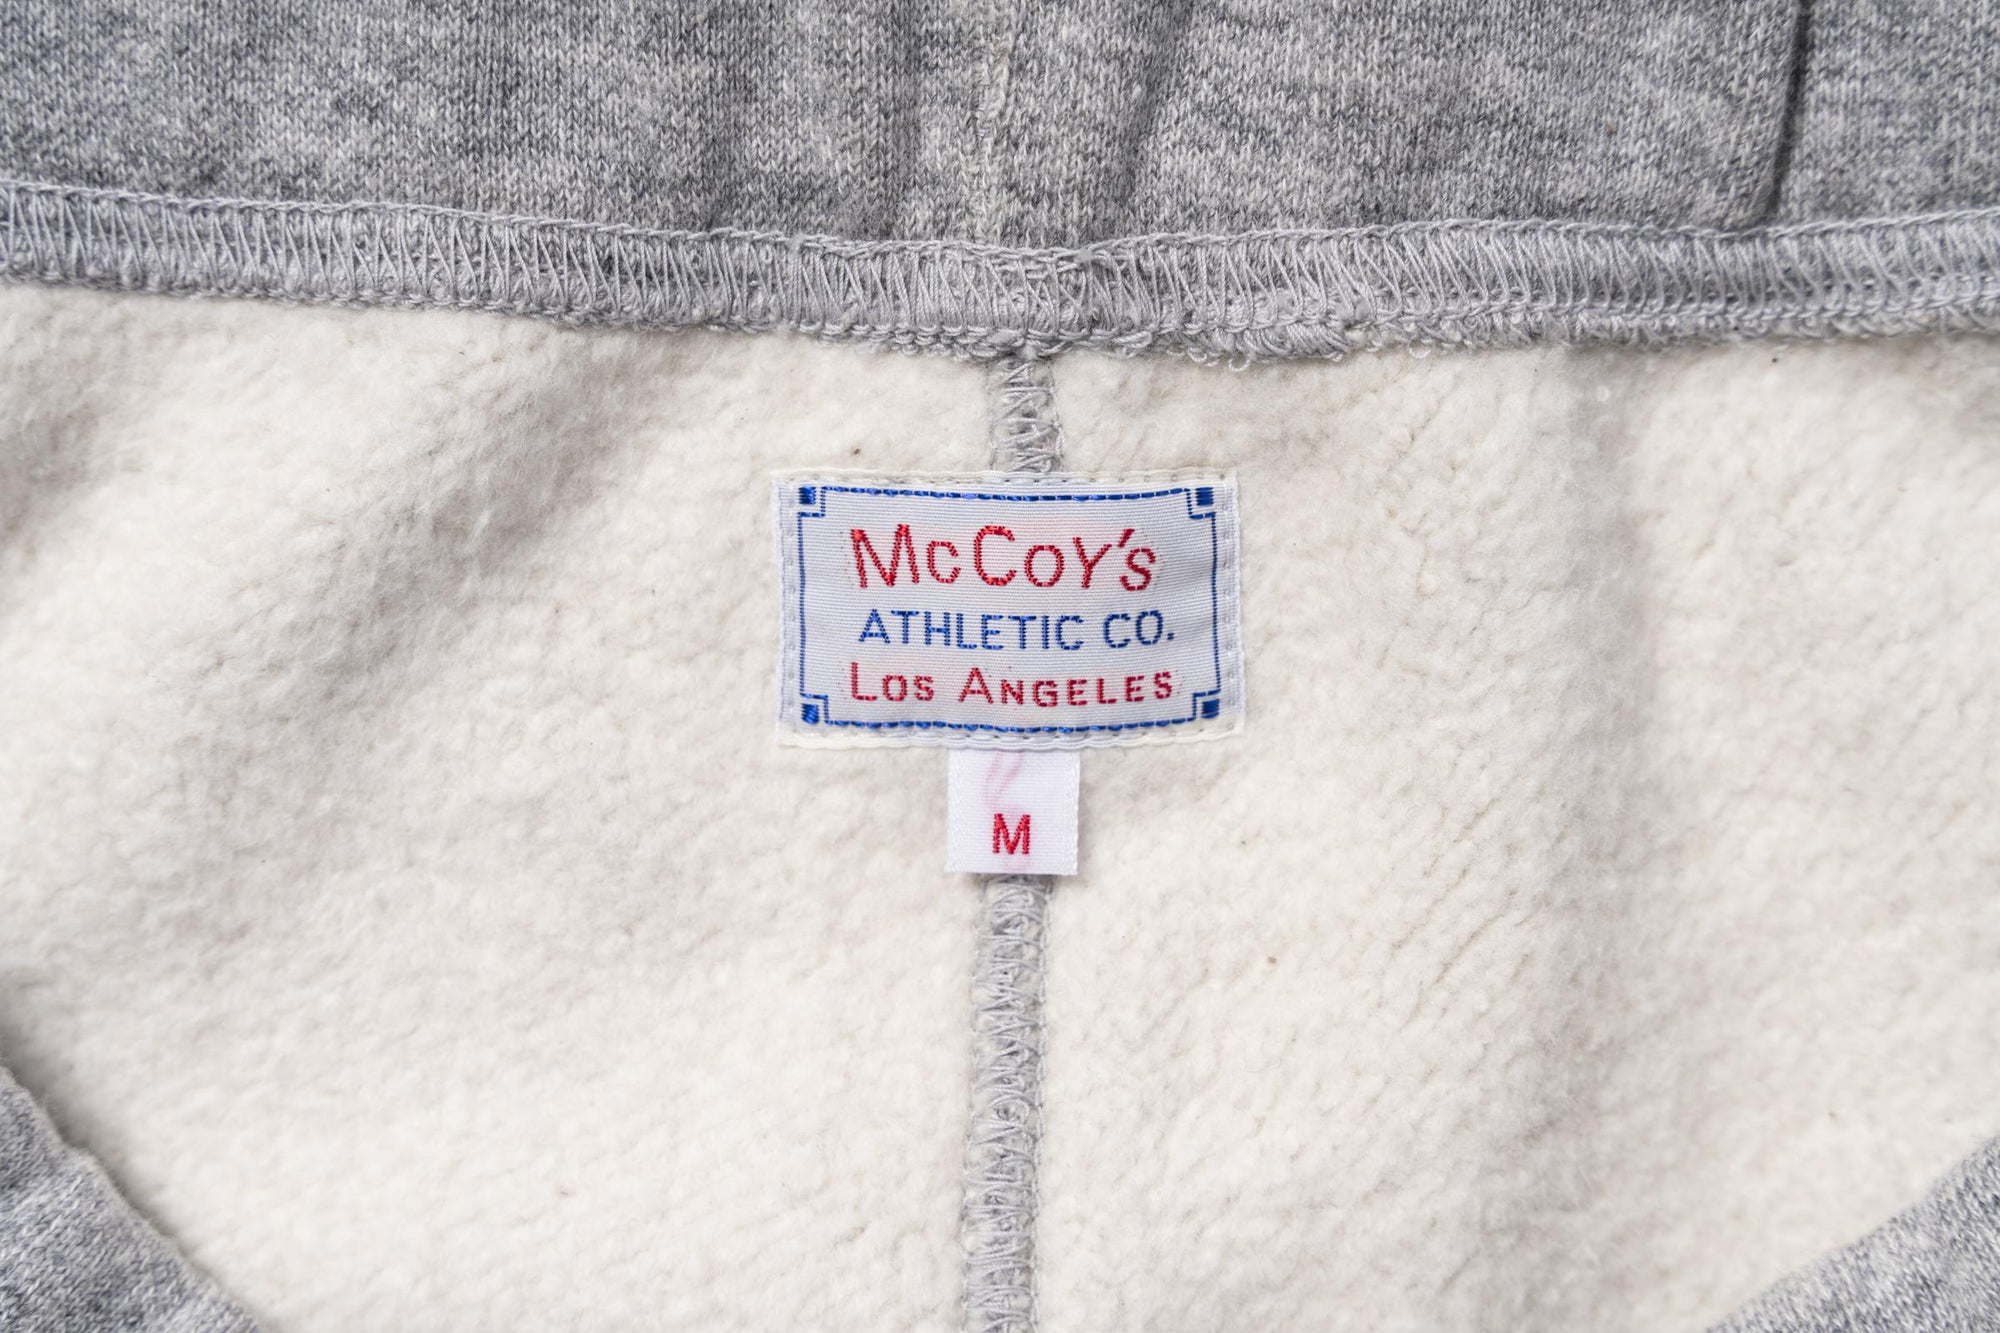 McCoy's
ATHLETIC CO.
Los Angeles
M